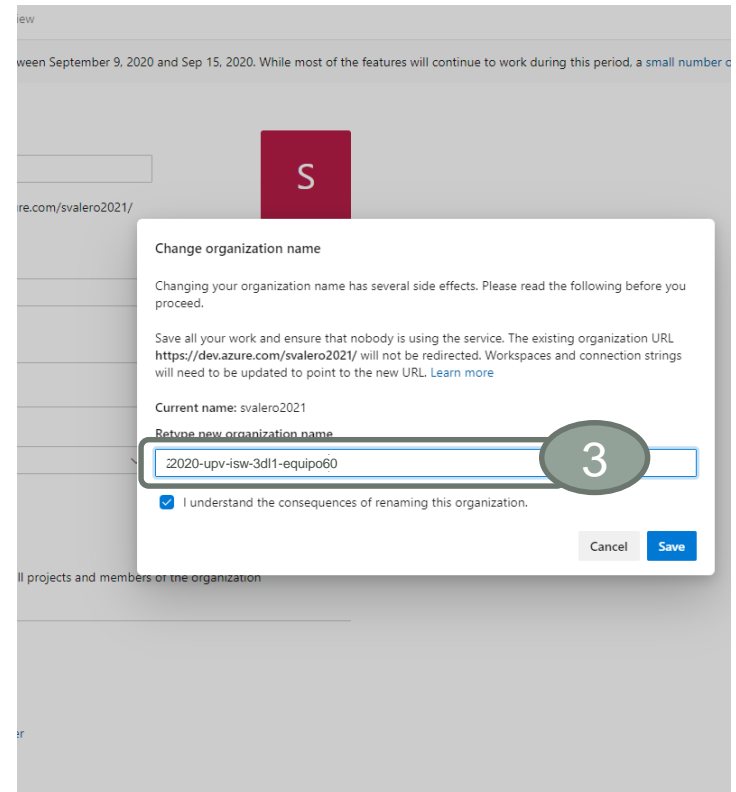 iew
ween September 9, 2020 and Sep 15, 2020. While most of the features will continue to work during this period, a small number o
S
re.com/svalero2021/
Change organization name
Changing your organization name has several side effects. Please read the following before you
proceed.
Save all your work and ensure that nobody is using the service. The existing organization URL
https://dev.azure.com/svalero2021/ will not be redirected. Workspaces and connection strings
will need to be updated to point to the new URL. Learn more
Current name: svalero2021
Retype new organization name
2020-upv-isw-3dl1-equipo60
3
I understand the consequences of renaming this organization.
Cancel Save
ll projects and members of the organization
er